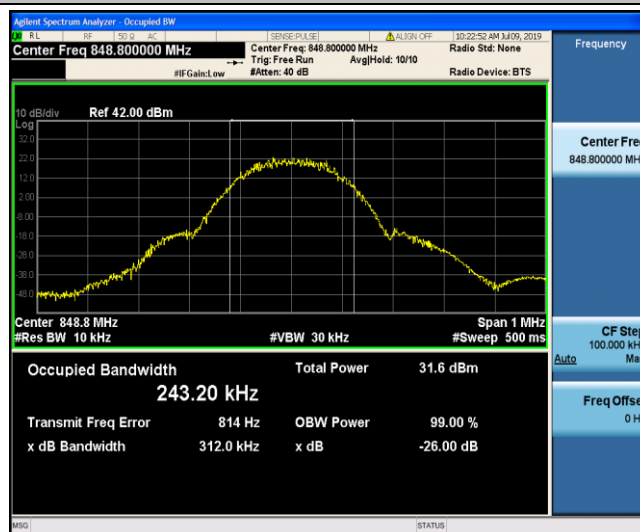 Agilent Spectrum Analyzer - Occupied BW
RL RF 50 Ω AC SENSE:PULSE ALIGN OFF 10:22:52 AM Jul 09, 2019
Center Freq 848.800000 MHz
Center Freq: 848.800000 MHz
Radio Std: None
Trig: Free Run Avg|Hold: 10/10
#IFGain:Low #Atten: 40 dB Radio Device: BTS
10 dB/div Ref 42.00 dBm
Log
32.0
22.0
12.0
2.00
-8.00
-18.0
-28.0
-38.0
-48.0
Center 848.8 MHz Span 1 MHz
#Res BW 10 kHz #VBW 30 kHz #Sweep 500 ms
Occupied Bandwidth Total Power 31.6 dBm
243.20 kHz
Transmit Freq Error 814 Hz OBW Power 99.00 %
x dB Bandwidth 312.0 kHz x dB -26.00 dB
MSG STATUS
Frequency
Center Fre
848.800000 MH
CF Step
100.000 kH
Auto Ma
Freq Offse
0 H